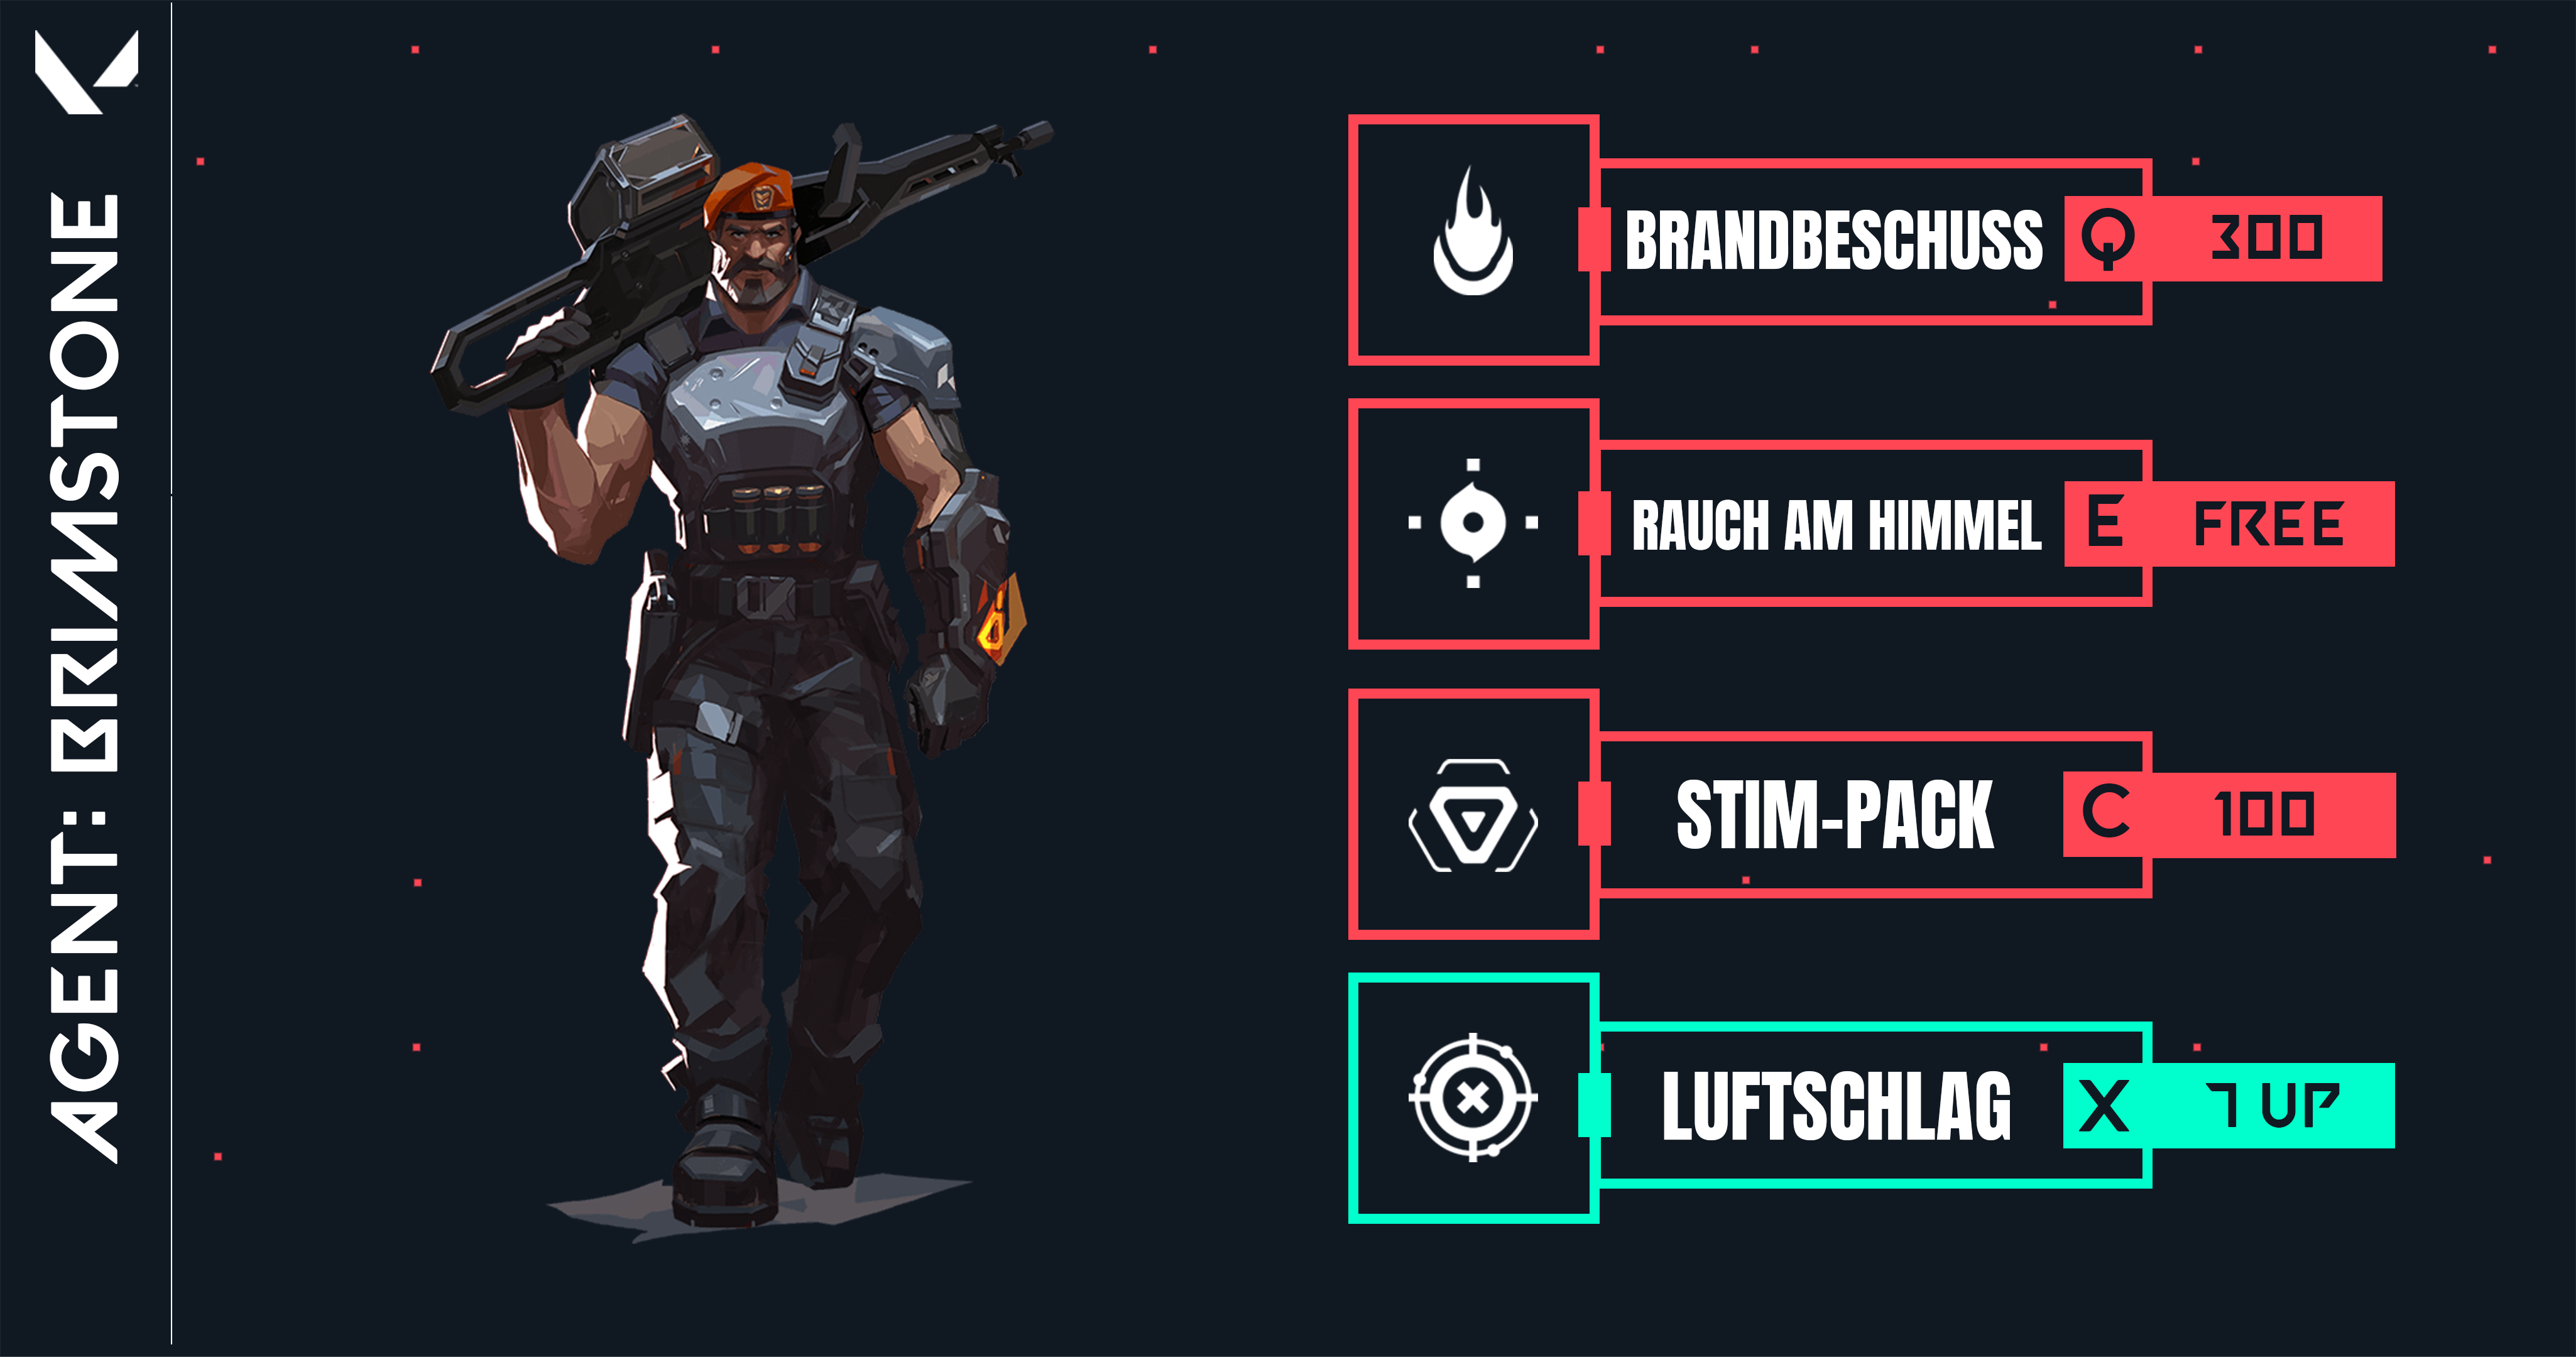 AGENT: BRIMSTONE
BRANDBESCHUSS Q 300
RAUCH AM HIMMEL E FREE
STIM-PACK C 100
LUFTSCHLAG X 7 UP